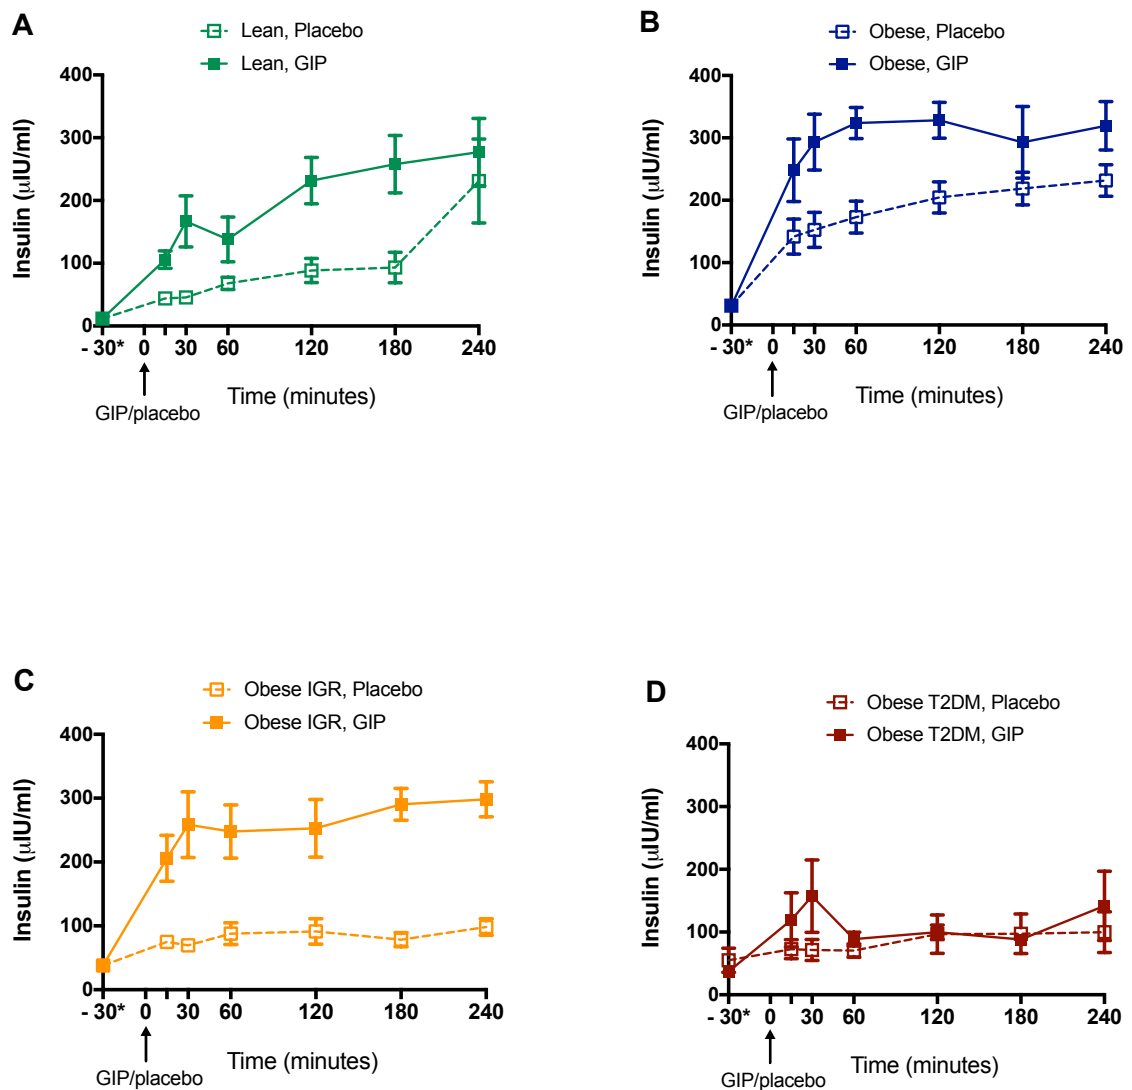 A
Lean, Placebo
Lean, GIP
400
300
200
100
0
Insulin (μIU/ml)
- 30* 0 30 60 120 180 240
Time (minutes)
GIP/placebo
B
Obese, Placebo
Obese, GIP
400
300
200
100
0
Insulin (μIU/ml)
- 30* 0 30 60 120 180 240
Time (minutes)
GIP/placebo
C
Obese IGR, Placebo
Obese IGR, GIP
400
300
200
100
0
Insulin (μIU/ml)
- 30* 0 30 60 120 180 240
Time (minutes)
GIP/placebo
D
Obese T2DM, Placebo
Obese T2DM, GIP
400
300
200
100
0
Insulin (μIU/ml)
- 30* 0 30 60 120 180 240
Time (minutes)
GIP/placebo